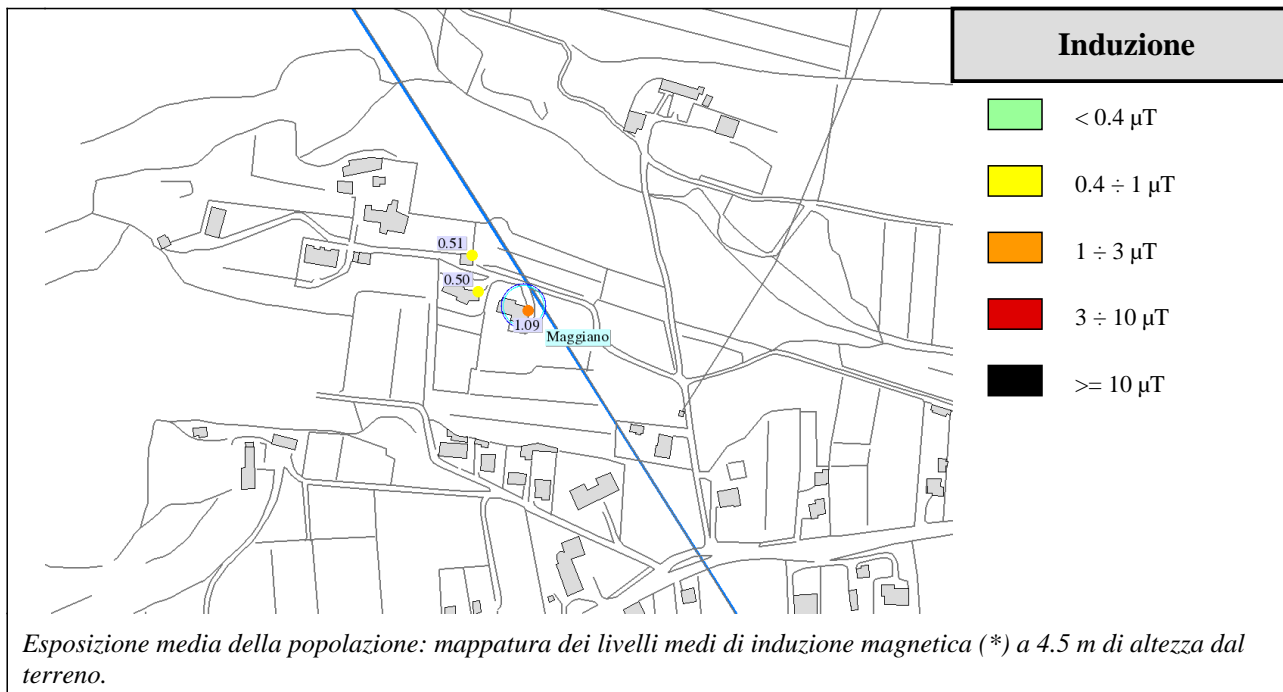 Induzione
< 0.4 µT
0.4 ÷ 1 µT
1 ÷ 3 µT
3 ÷ 10 µT
>= 10 µT
0.51
0.50
1.09
Maggiano
Esposizione media della popolazione: mappatura dei livelli medi di induzione magnetica (*) a 4.5 m di altezza dal
terreno.